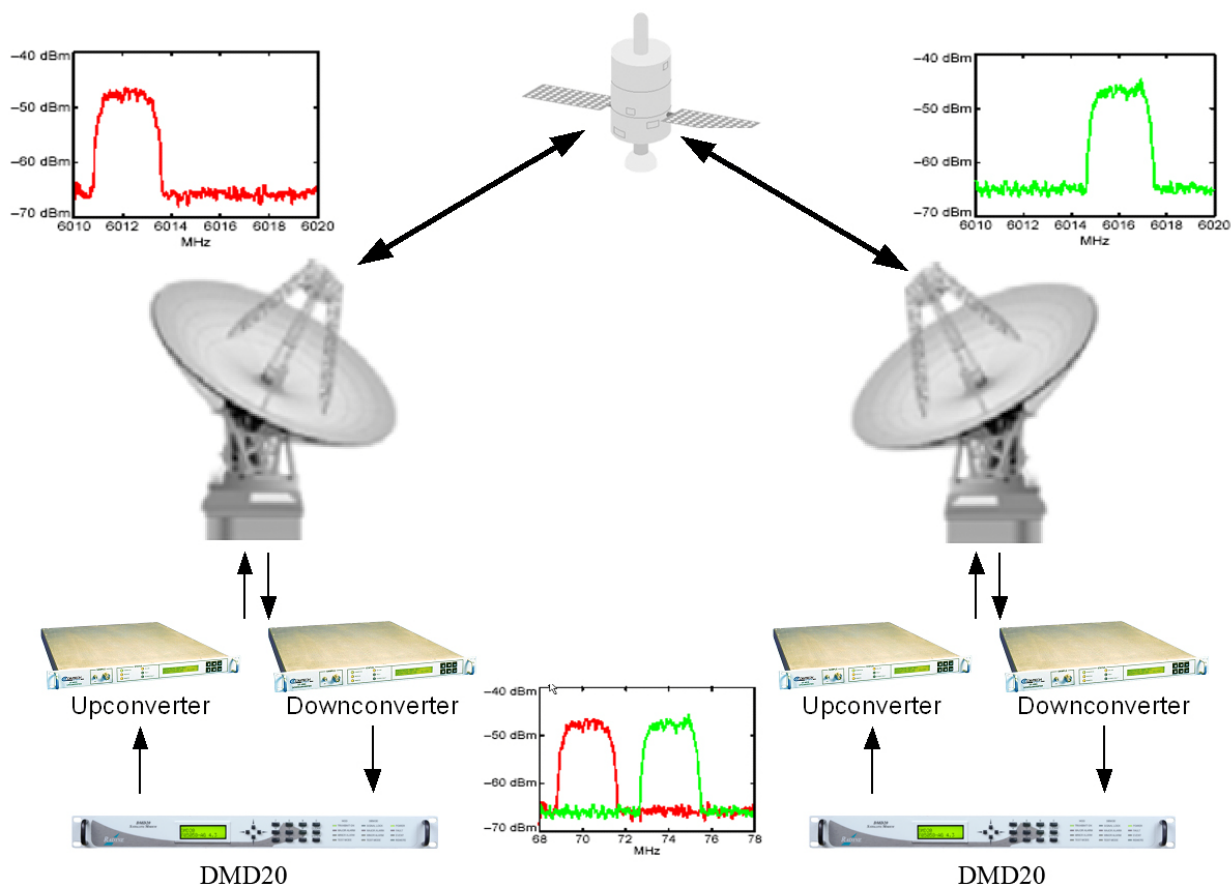 −40 dBm
−50 dBm
−60 dBm
−70 dBm
6010 6012 6014 6016 6018 6020
MHz
−40 dBm
−50 dBm
−60 dBm
−70 dBm
6010 6012 6014 6016 6018 6020
MHz
Upconverter
Downconverter
Upconverter
Downconverter
−40 dBm
−50 dBm
−60 dBm
−70 dBm
68 70 72 74 76 78
MHz
DMD20
DMD20